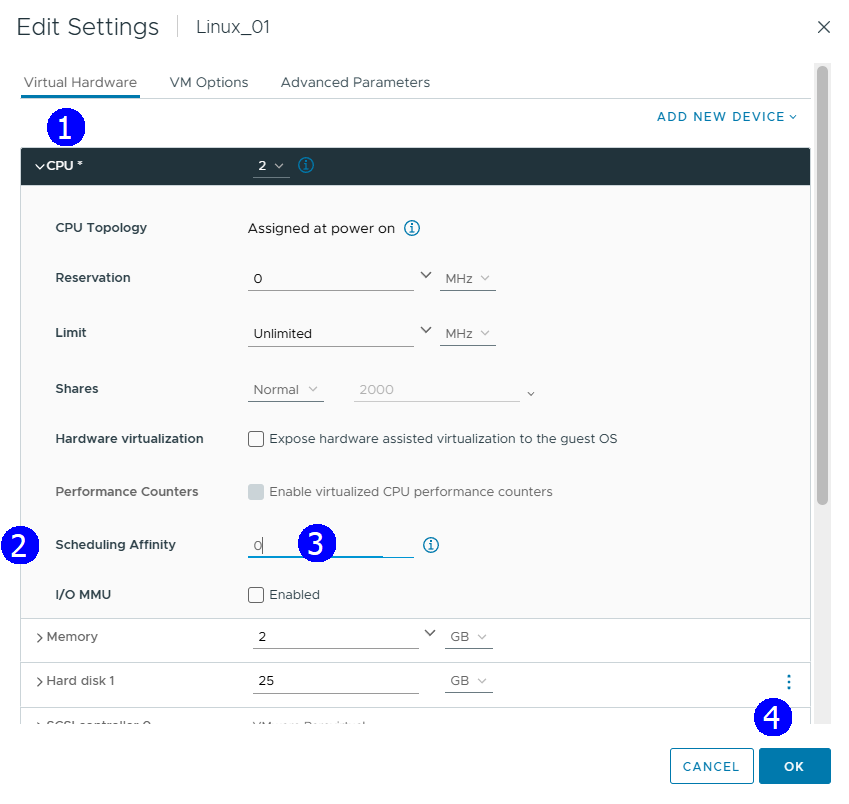 Edit Settings | Linux_01
Virtual Hardware VM Options Advanced Parameters
ADD NEW DEVICE
1
CPU * 2
CPU Topology Assigned at power on
Reservation 0 MHz
Limit Unlimited MHz
Shares Normal 2000
Hardware virtualization Expose hardware assisted virtualization to the guest OS
Performance Counters Enable virtualized CPU performance counters
2 Scheduling Affinity 0 3
I/O MMU Enabled
Memory 2 GB
Hard disk 1 25 GB
4
CANCEL OK